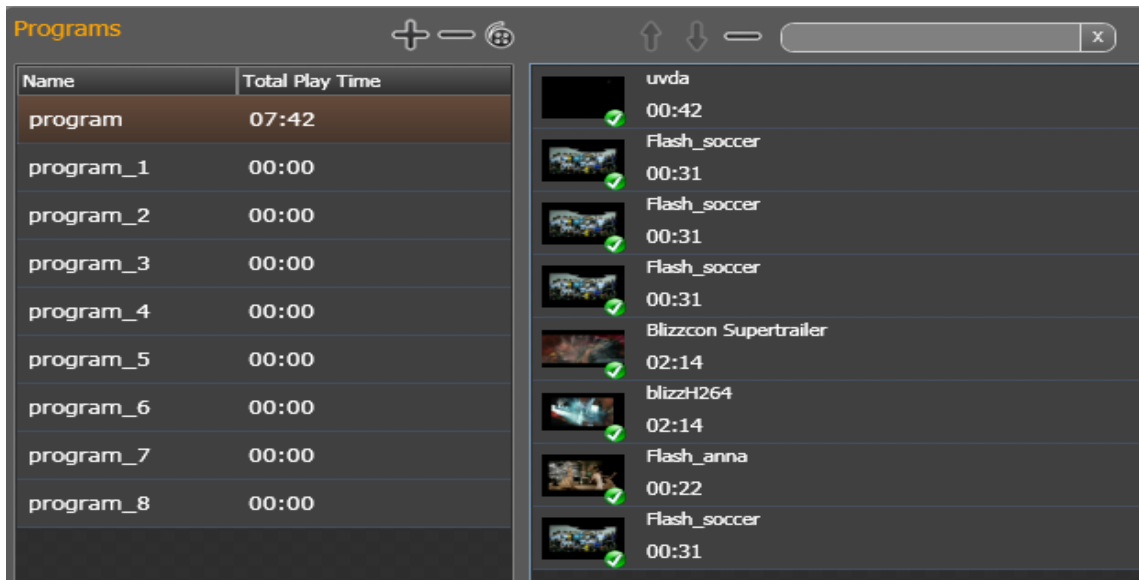 Programs
x
Name Total Play Time
program 07:42
program_1 00:00
program_2 00:00
program_3 00:00
program_4 00:00
program_5 00:00
program_6 00:00
program_7 00:00
program_8 00:00
uvda
00:42
Flash_soccer
00:31
Flash_soccer
00:31
Flash_soccer
00:31
Blizzcon Supertrailer
02:14
blizzH264
02:14
Flash_anna
00:22
Flash_soccer
00:31